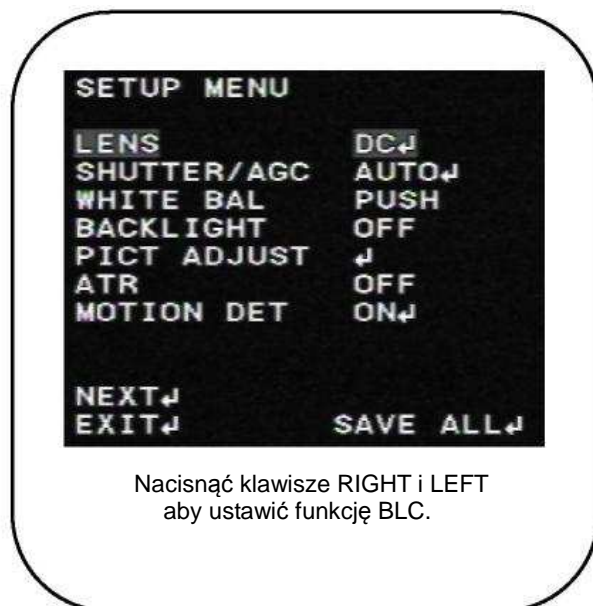 SETUP MENU
LENS DC↲
SHUTTER/AGC AUTO↲
WHITE BAL PUSH
BACKLIGHT OFF
PICT ADJUST ↲
ATR OFF
MOTION DET ON↲
NEXT↲
EXIT↲ SAVE ALL↲
Nacisnąć klawisze RIGHT i LEFT
aby ustawić funkcję BLC.